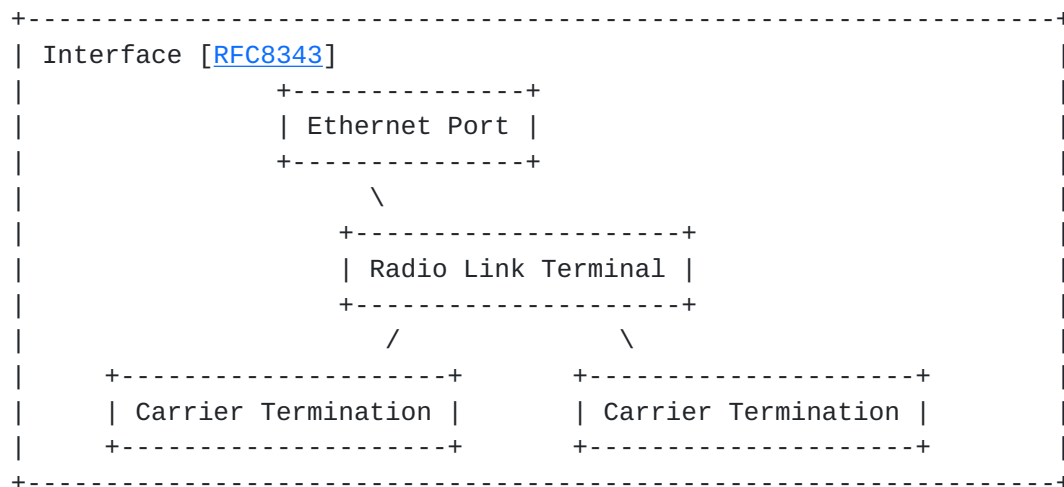 Interface [RFC8343]
Ethernet Port
Radio Link Terminal
Carrier Termination Carrier Termination